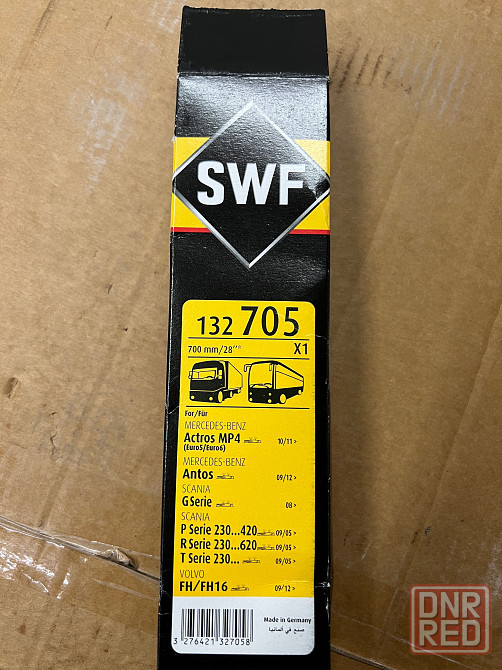 SWF
132 705
700 mm/28"® X1
For/Für
MERCEDES-BENZ
Actros MP4 10/11 >
(Euro5/Euro6)
MERCEDES-BENZ
Antos 09/12 >
SCANIA
G Serie 08 >
SCANIA
P Serie 230...420 09/05 >
R Serie 230...620 09/05 >
T Serie 230... 09/05 >
VOLVO
FH/FH16 09/12 >
Made in Germany
صنع في ألمانيا
3 276421 327058
DNR
RED